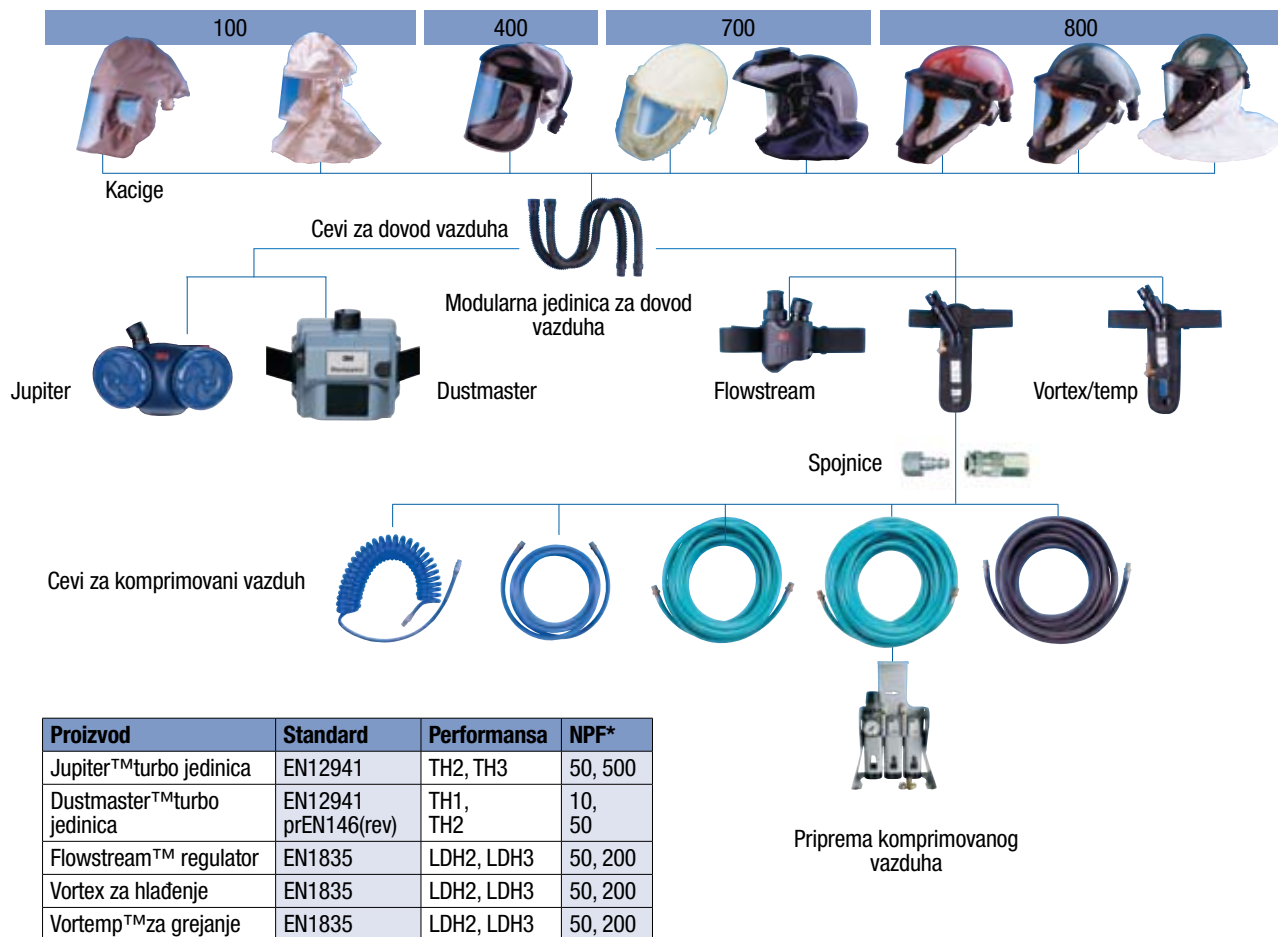 100 400 700 800
Kacige
Cevi za dovod vazduha
Modularna jedinica za dovod
vazduha
Jupiter
3M
Dustmaster
Flowstream
Vortex/temp
Spojnice
Cevi za komprimovani vazduh
Priprema komprimovanog
vazduha
Proizvod Standard Performansa NPF*
Jupiter™turbo jedinica EN12941 TH2, TH3 50, 500
Dustmaster™turbo EN12941 TH1, 10,
jedinica prEN146(rev) TH2 50
Flowstream™ regulator EN1835 LDH2, LDH3 50, 200
Vortex za hlađenje EN1835 LDH2, LDH3 50, 200
Vortemp™za grejanje EN1835 LDH2, LDH3 50, 200